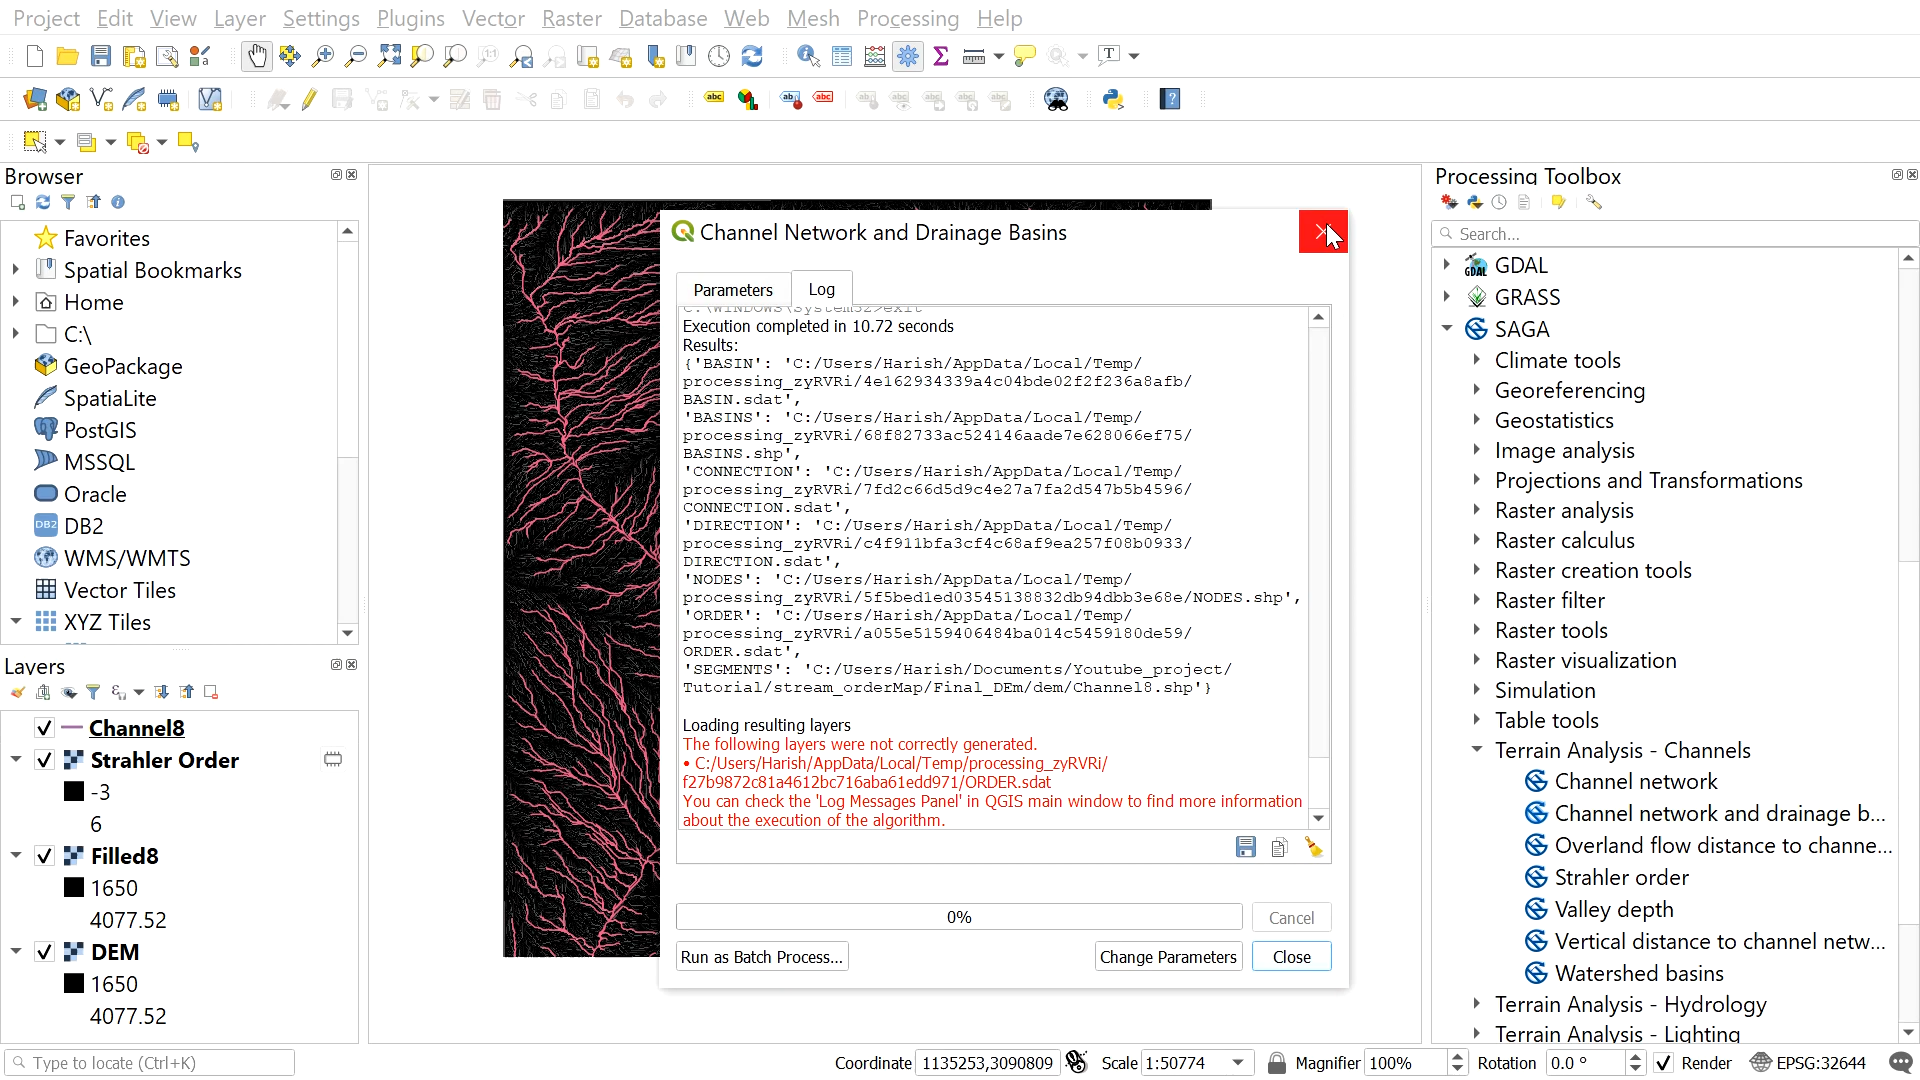 Project Edit View Layer Settings Plugins Vector Raster Database Web Mesh Processing Help
Browser
Favorites
Spatial Bookmarks
Home
C:\
GeoPackage
SpatiaLite
PostGIS
MSSQL
Oracle
DB2
WMS/WMTS
Vector Tiles
XYZ Tiles
Layers
Channel8
Strahler Order
-3
6
Filled8
1650
4077.52
DEM
1650
4077.52
Channel Network and Drainage Basins
Parameters
Log
C:\WINDOWS\System32>exit
Execution completed in 10.72 seconds
Results:
{'BASIN': 'C:/Users/Harish/AppData/Local/Temp/
processing_zyRVRi/4e162934339a4c04bde02f2f236a8afb/
BASIN.sdat',
'BASINS': 'C:/Users/Harish/AppData/Local/Temp/
processing_zyRVRi/68f82733ac524146aade7e628066ef75/
BASINS.shp',
'CONNECTION': 'C:/Users/Harish/AppData/Local/Temp/
processing_zyRVRi/7fd2c66d5d9c4e27a7fa2d547b5b4596/
CONNECTION.sdat',
'DIRECTION': 'C:/Users/Harish/AppData/Local/Temp/
processing_zyRVRi/c4f911bfa3cf4c68af9ea257f08b0933/
DIRECTION.sdat',
'NODES': 'C:/Users/Harish/AppData/Local/Temp/
processing_zyRVRi/5f5bed1ed03545138832db94dbb3e68e/NODES.shp',
'ORDER': 'C:/Users/Harish/AppData/Local/Temp/
processing_zyRVRi/a055e5159406484ba014c5459180de59/
ORDER.sdat',
'SEGMENTS': 'C:/Users/Harish/Documents/Youtube_project/
Tutorial/stream_orderMap/Final_DEm/dem/Channel8.shp'}
Loading resulting layers
The following layers were not correctly generated.
• C:/Users/Harish/AppData/Local/Temp/processing_zyRVRi/
f27b9872c81a4612bc716aba61edd971/ORDER.sdat
You can check the 'Log Messages Panel' in QGIS main window to find more information
about the execution of the algorithm.
0%
Cancel
Run as Batch Process...
Change Parameters
Close
Processing Toolbox
Search...
GDAL
GRASS
SAGA
Climate tools
Georeferencing
Geostatistics
Image analysis
Projections and Transformations
Raster analysis
Raster calculus
Raster creation tools
Raster filter
Raster tools
Raster visualization
Simulation
Table tools
Terrain Analysis - Channels
Channel network
Channel network and drainage b...
Overland flow distance to channe...
Strahler order
Valley depth
Vertical distance to channel netw...
Watershed basins
Terrain Analysis - Hydrology
Terrain Analysis - Lighting
Type to locate (Ctrl+K)
Coordinate 1135253,3090809
Scale 1:50774
Magnifier 100%
Rotation 0.0 °
Render
EPSG:32644